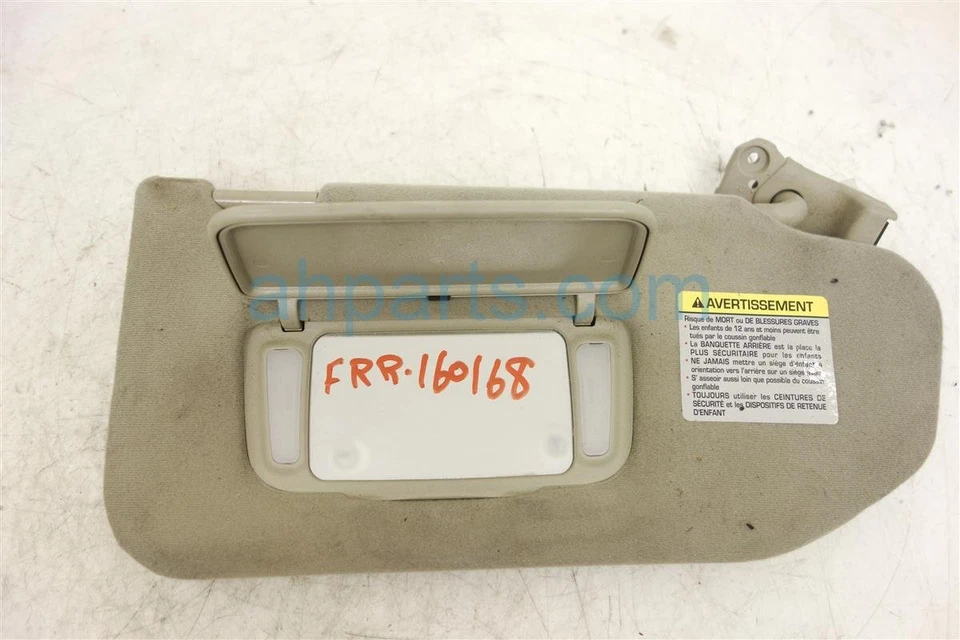 ahparts.com
FRR.160168
AVERTISSEMENT
Risque de MORT ou DE BLESSURES GRAVES
• Les enfants de 12 ans et moins peuvent être
tués par le coussin gonflable
• La BANQUETTE ARRIÈRE est la place la
PLUS SÉCURITAIRE pour les enfants
• NE JAMAIS mettre un siège d'enfant à
orientation vers l'arrière sur un siège
• S' asseoir aussi loin que possible du coussin
gonflable
• TOUJOURS utiliser les CEINTURES DE
SÉCURITÉ et les DISPOSITIFS DE RETENUE
D'ENFANT